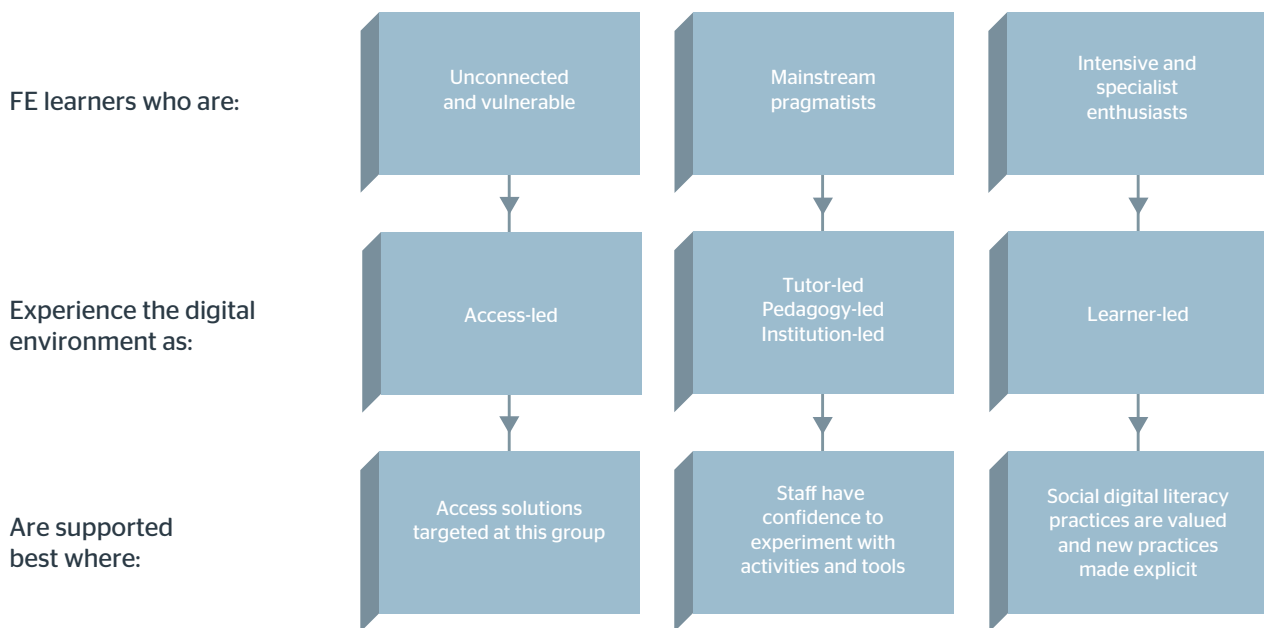 FE learners who are:
Unconnected
and vulnerable
Mainstream
pragmatists
Intensive and
specialist
enthusiasts
Experience the digital
environment as:
Access-led
Tutor-led
Pedagogy-led
Institution-led
Learner-led
Are supported
best where:
Access solutions
targeted at this group
Staff have
confidence to
experiment with
activities and tools
Social digital literacy
practices are valued
and new practices
made explicit